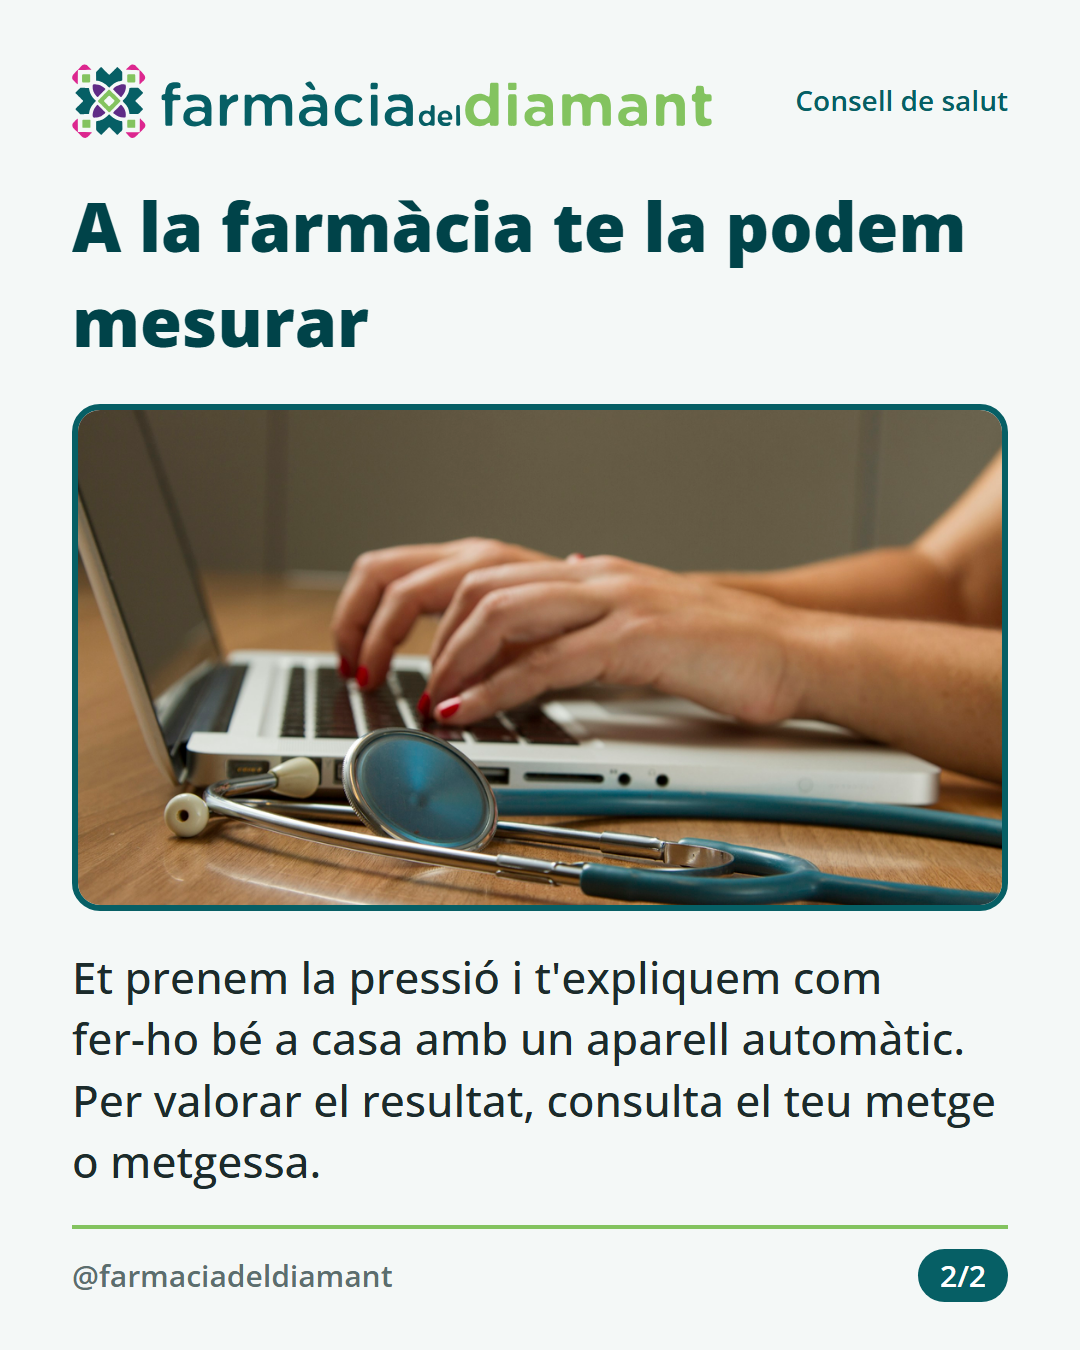 farmàciadeldiamant
Consell de salut
A la farmàcia te la podem
mesurar
Et prenem la pressió i t'expliquem com
fer-ho bé a casa amb un aparell automàtic.
Per valorar el resultat, consulta el teu metge
o metgessa.
@farmaciadeldiamant
2/2